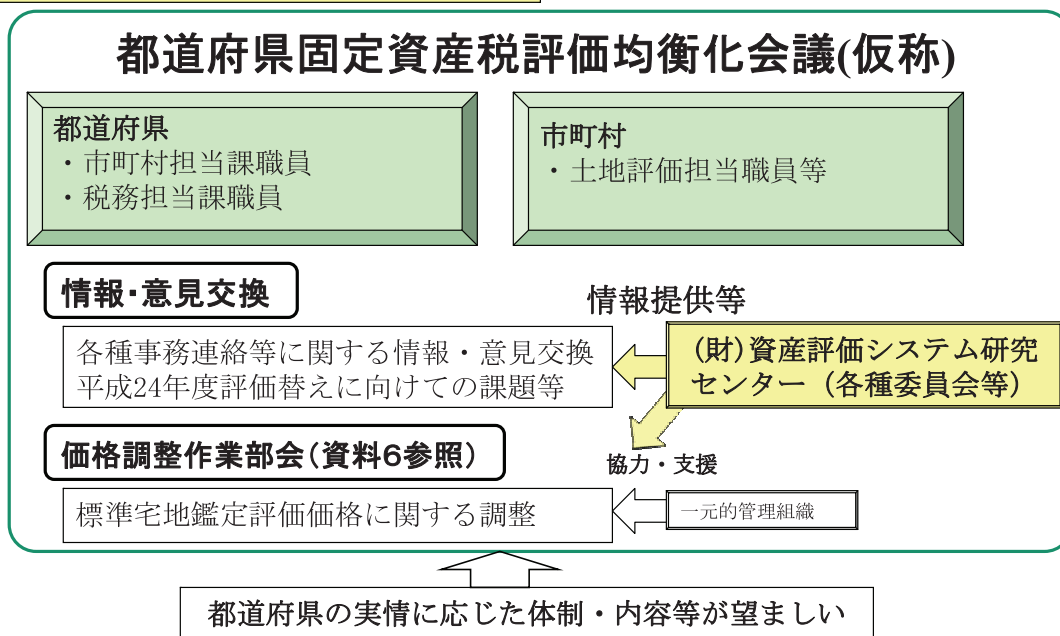 都道府県固定資産税評価均衡化会議(仮称)
都道府県
・市町村担当課職員
・税務担当課職員
市町村
・土地評価担当職員等
情報・意見交換
情報提供等
各種事務連絡等に関する情報・意見交換
平成24年度評価替えに向けての課題等
(財)資産評価システム研究
センター（各種委員会等）
価格調整作業部会(資料6参照)
協力・支援
標準宅地鑑定評価価格に関する調整
一元的管理組織
都道府県の実情に応じた体制・内容等が望ましい